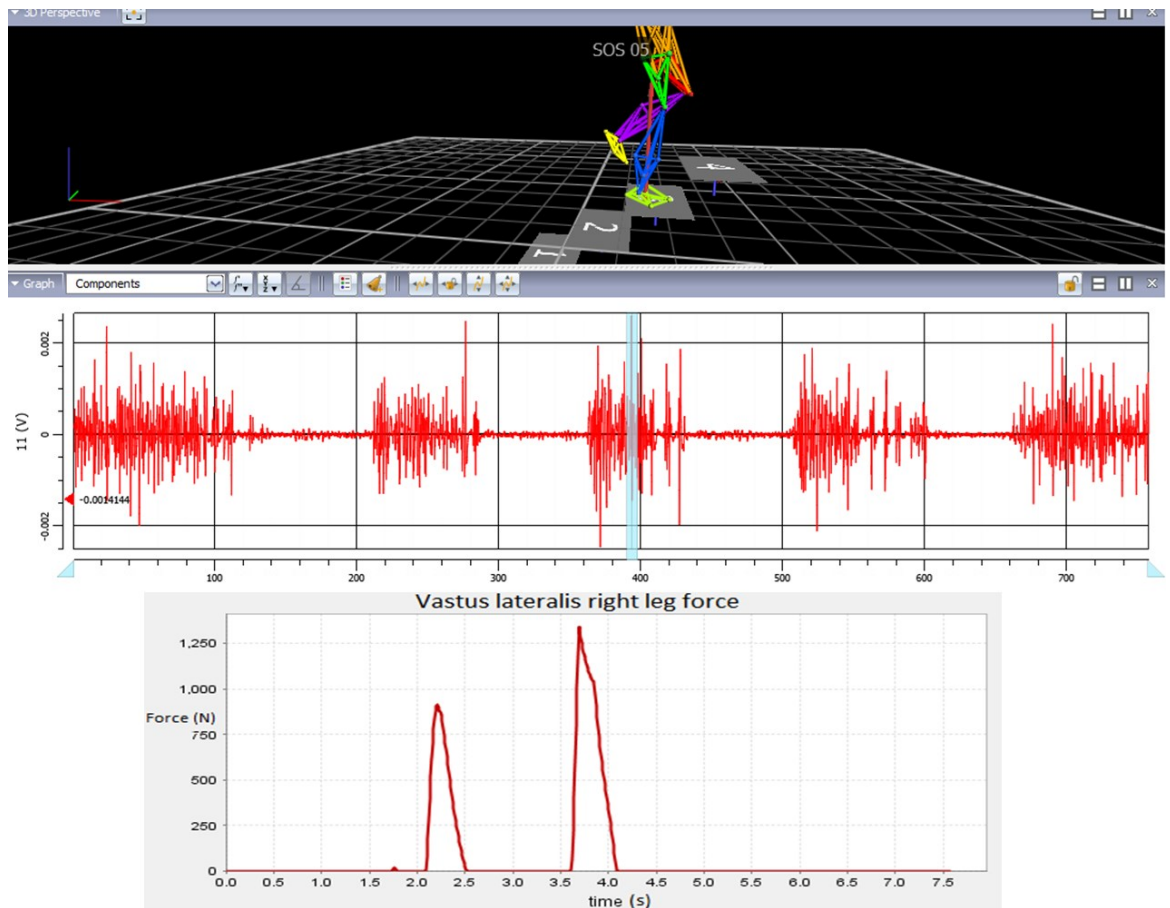 3D Perspective
SOS 05
4
2
1
Graph Components
0.002
0
-0.002
11 (V)
-0.0014144
100 200 300 400 500 600 700
Vastus lateralis right leg force
1,250
1,000
Force (N)
750
500
250
0
0.0 0.5 1.0 1.5 2.0 2.5 3.0 3.5 4.0 4.5 5.0 5.5 6.0 6.5 7.0 7.5
time (s)